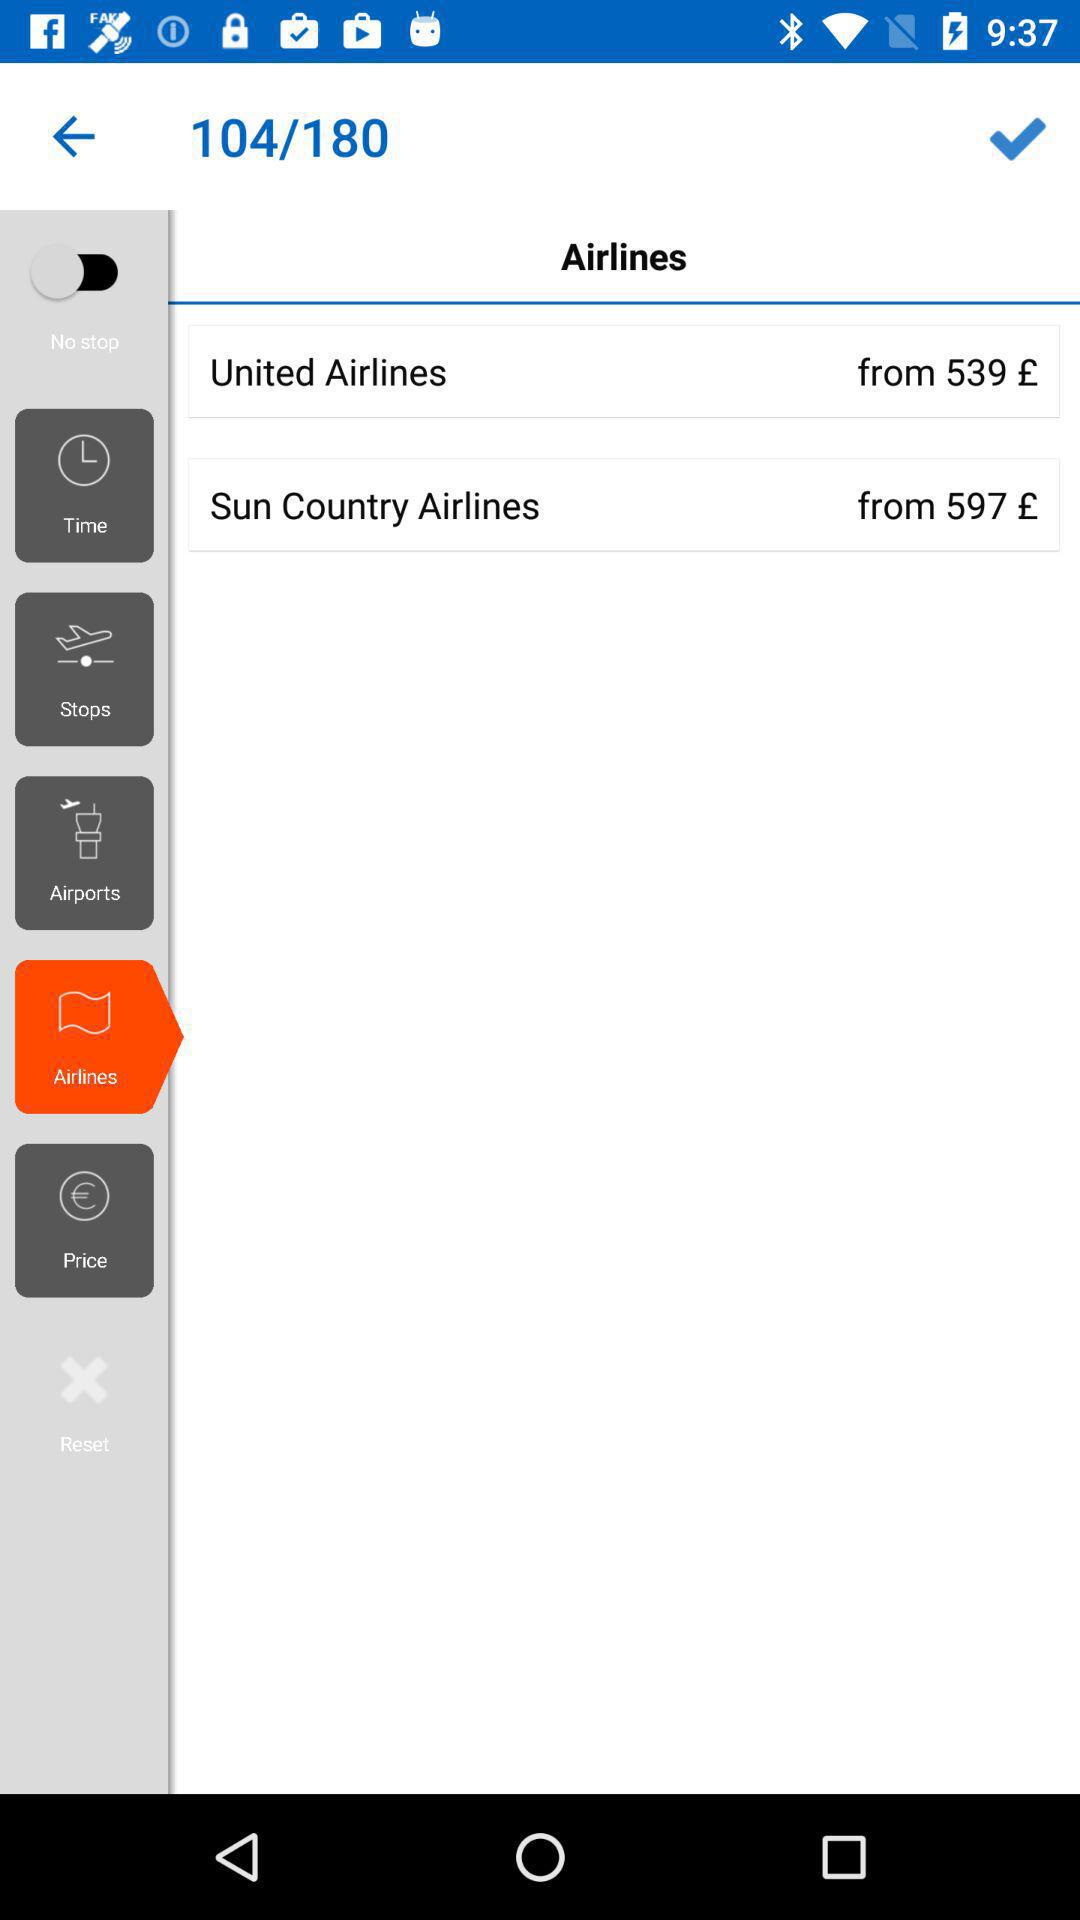 FAKE
9:37
104/180
No stop
Airlines
United Airlines from 539 £
Sun Country Airlines from 597 £
Time
Stops
Airports
Airlines
Price
Reset